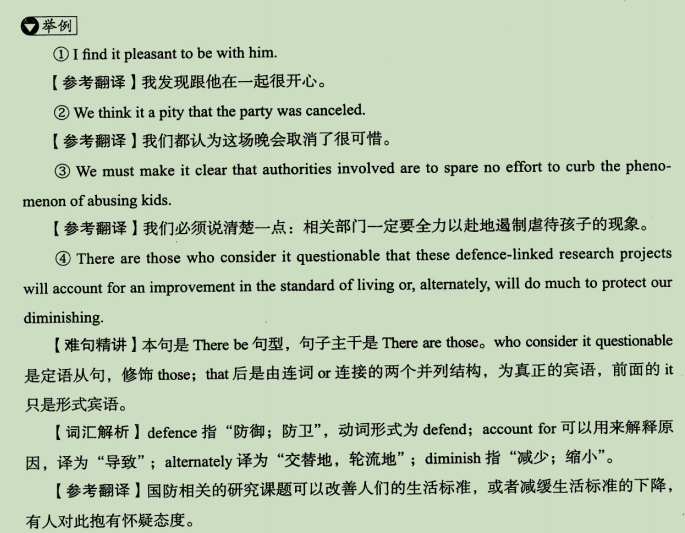 举例
① I find it pleasant to be with him.
【参考翻译】我发现跟他在一起很开心。
② We think it a pity that the party was canceled.
【参考翻译】我们都认为这场晚会取消了很可惜。
③ We must make it clear that authorities involved are to spare no effort to curb the pheno-
menon of abusing kids.
【参考翻译】我们必须说清楚一点：相关部门一定要全力以赴地遏制虐待孩子的现象。
④ There are those who consider it questionable that these defence-linked research projects
will account for an improvement in the standard of living or, alternately, will do much to protect our
diminishing.
【难句精讲】本句是 There be 句型，句子主干是 There are those。who consider it questionable
是定语从句，修饰 those；that 后是由连词 or 连接的两个并列结构，为真正的宾语，前面的 it
只是形式宾语。
【词汇解析】defence 指“防御；防卫”，动词形式为 defend；account for 可以用来解释原
因，译为“导致”；alternately 译为“交替地，轮流地”；diminish 指“减少；缩小”。
【参考翻译】国防相关的研究课题可以改善人们的生活标准，或者减缓生活标准的下降，
有人对此抱有怀疑态度。